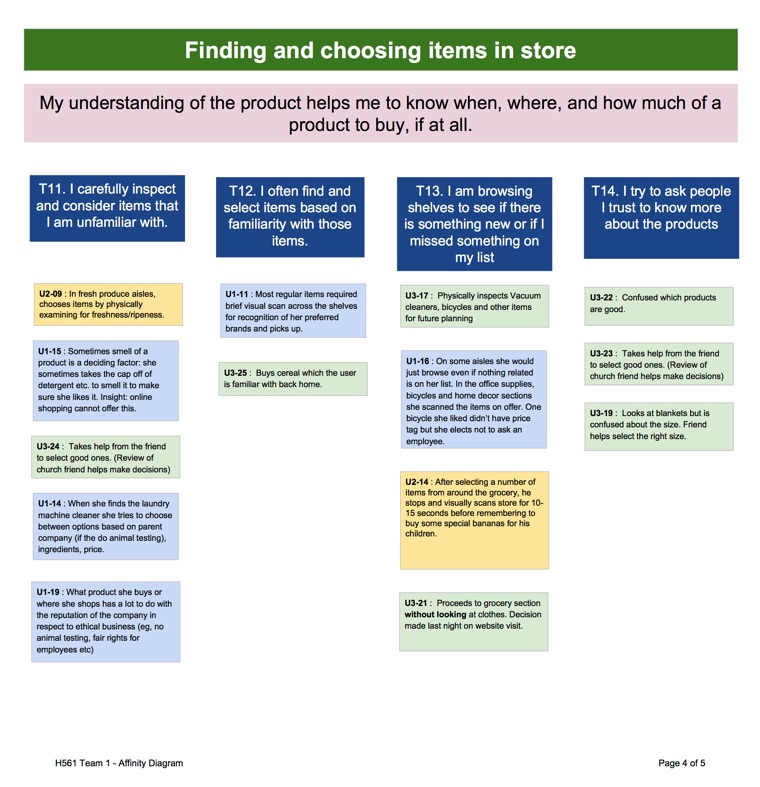 Finding and choosing items in store
My understanding of the product helps me to know when, where, and how much of a
product to buy, if at all.
T11. I carefully inspect
and consider items that
I am unfamiliar with.
U2-09 : In fresh produce aisles,
chooses items by physically
examining for freshness/ripeness.
U1-15 : Sometimes smell of a
product is a deciding factor: she
sometimes takes the cap off of
detergent etc. to smell it to make
sure she likes it. Insight: online
shopping cannot offer this.
U3-24 : Takes help from the friend
to select good ones. (Review of
church friend helps make decisions)
U1-14 : When she finds the laundry
machine cleaner she tries to choose
between options based on parent
company (if the do animal testing),
ingredients, price.
U1-19 : What product she buys or
where she shops has a lot to do with
the reputation of the company in
respect to ethical business (eg, no
animal testing, fair rights for
employees etc)
T12. I often find and
select items based on
familiarity with those
items.
U1-11 : Most regular items required
brief visual scan across the shelves
for recognition of her preferred
brands and picks up.
U3-25 : Buys cereal which the user
is familiar with back home.
T13. I am browsing
shelves to see if there
is something new or if I
missed something on
my list
U3-17 : Physically inspects Vacuum
cleaners, bicycles and other items
for future planning
U1-16 : On some aisles she would
just browse even if nothing related
is on her list. In the office supplies,
bicycles and home decor sections
she scanned the items on offer. One
bicycle she liked didn't have price
tag but she elects not to ask an
employee.
U2-14 : After selecting a number of
items from around the grocery, he
stops and visually scans store for 10-
15 seconds before remembering to
buy some special bananas for his
children.
U3-21 : Proceeds to grocery section
without looking at clothes. Decision
made last night on website visit.
T14. I try to ask people
I trust to know more
about the products
U3-22 : Confused which products
are good.
U3-23 : Takes help from the friend
to select good ones. (Review of
church friend helps make decisions)
U3-19 : Looks at blankets but is
confused about the size. Friend
helps select the right size.
H561 Team 1 - Affinity Diagram
Page 4 of 5